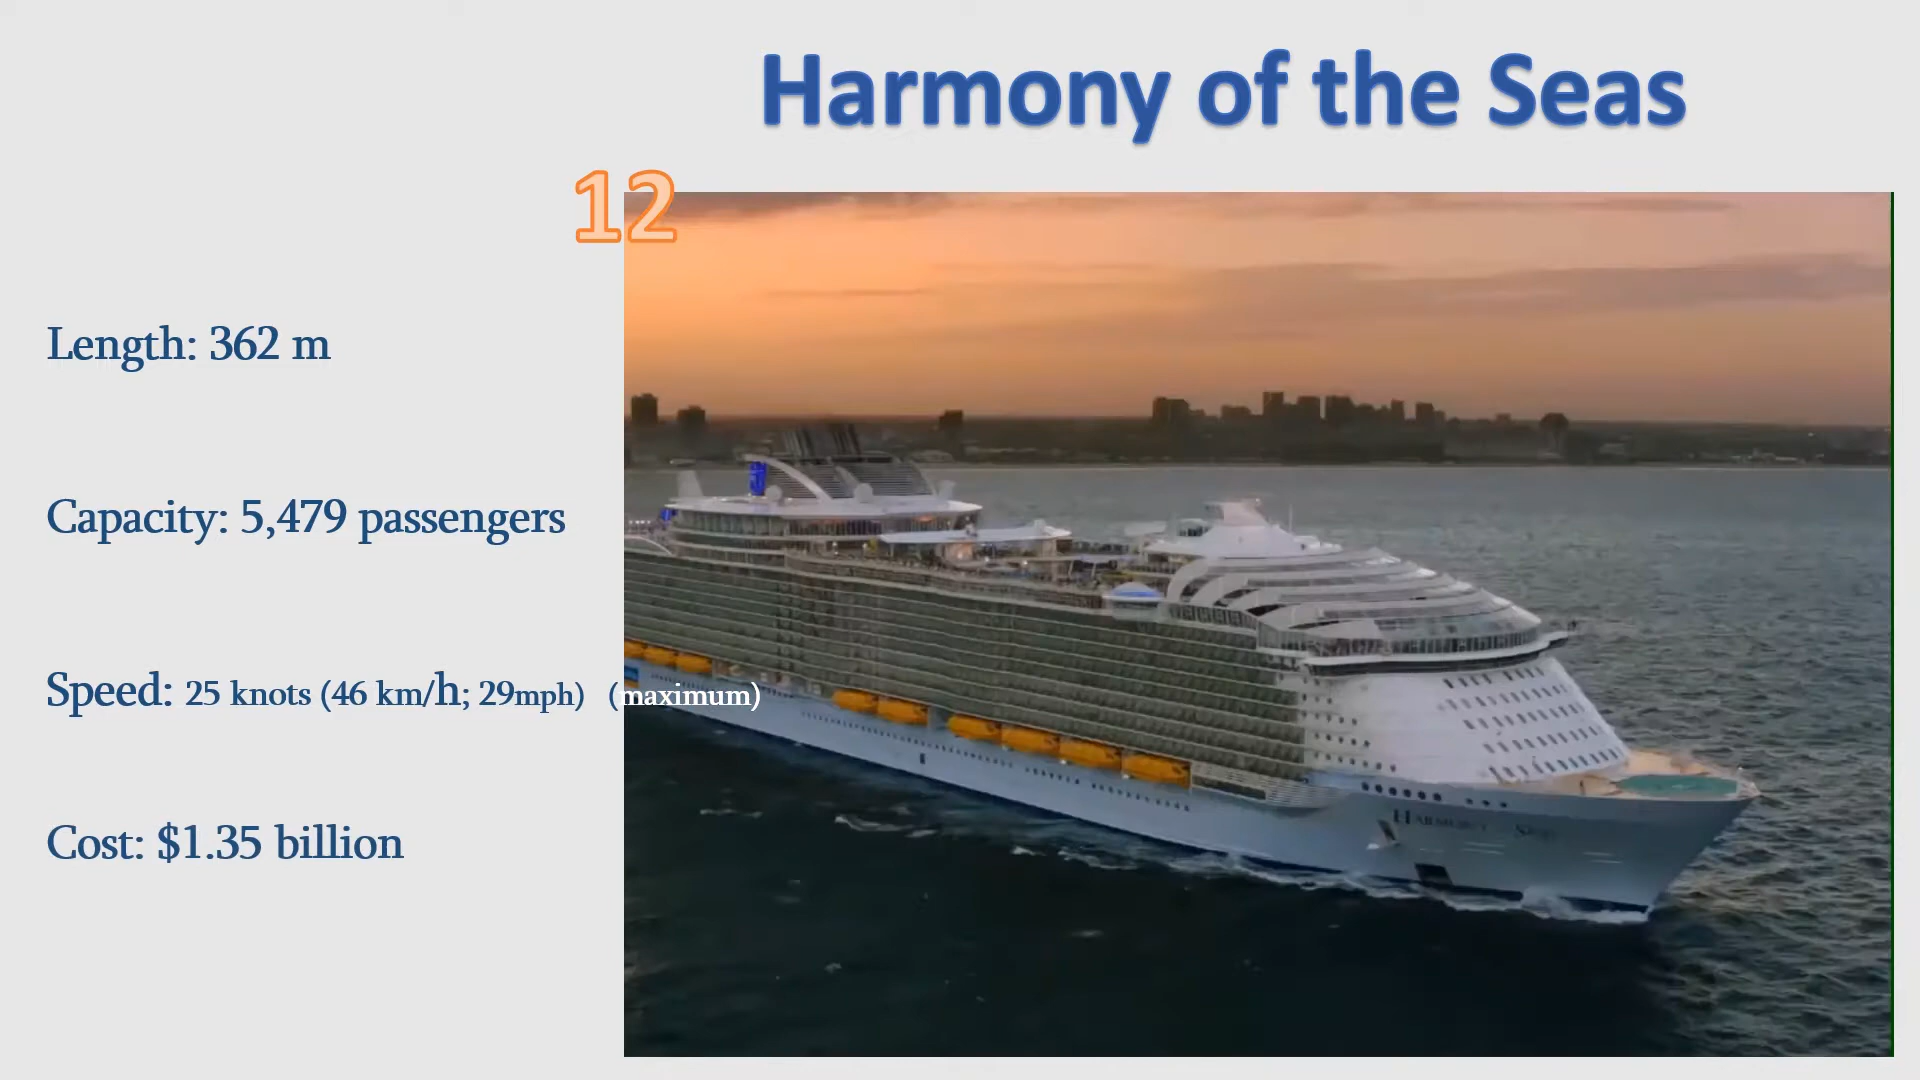 Harmony of the Seas
12
Length: 362 m
Capacity: 5,479 passengers
Speed: 25 knots (46 km/h; 29mph) (maximum)
Cost: $1.35 billion